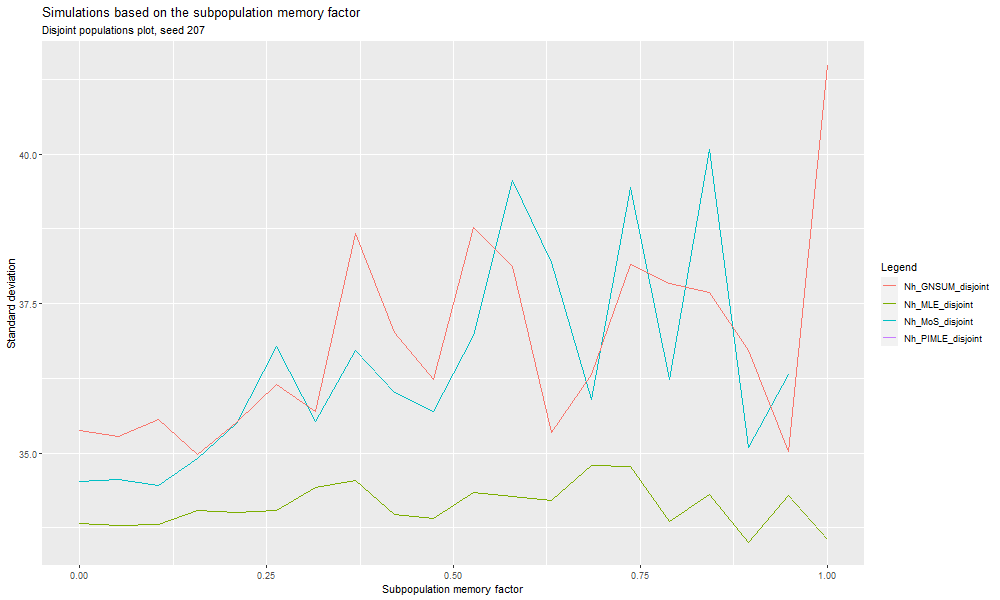 Simulations based on the subpopulation memory factor
Disjoint populations plot, seed 207
Standard deviation
40.0
37.5
35.0
0.00
0.25
0.50
0.75
1.00
Subpopulation memory factor
Legend
Nh_GNSUM_disjoint
Nh_MLE_disjoint
Nh_MoS_disjoint
Nh_PIMLE_disjoint